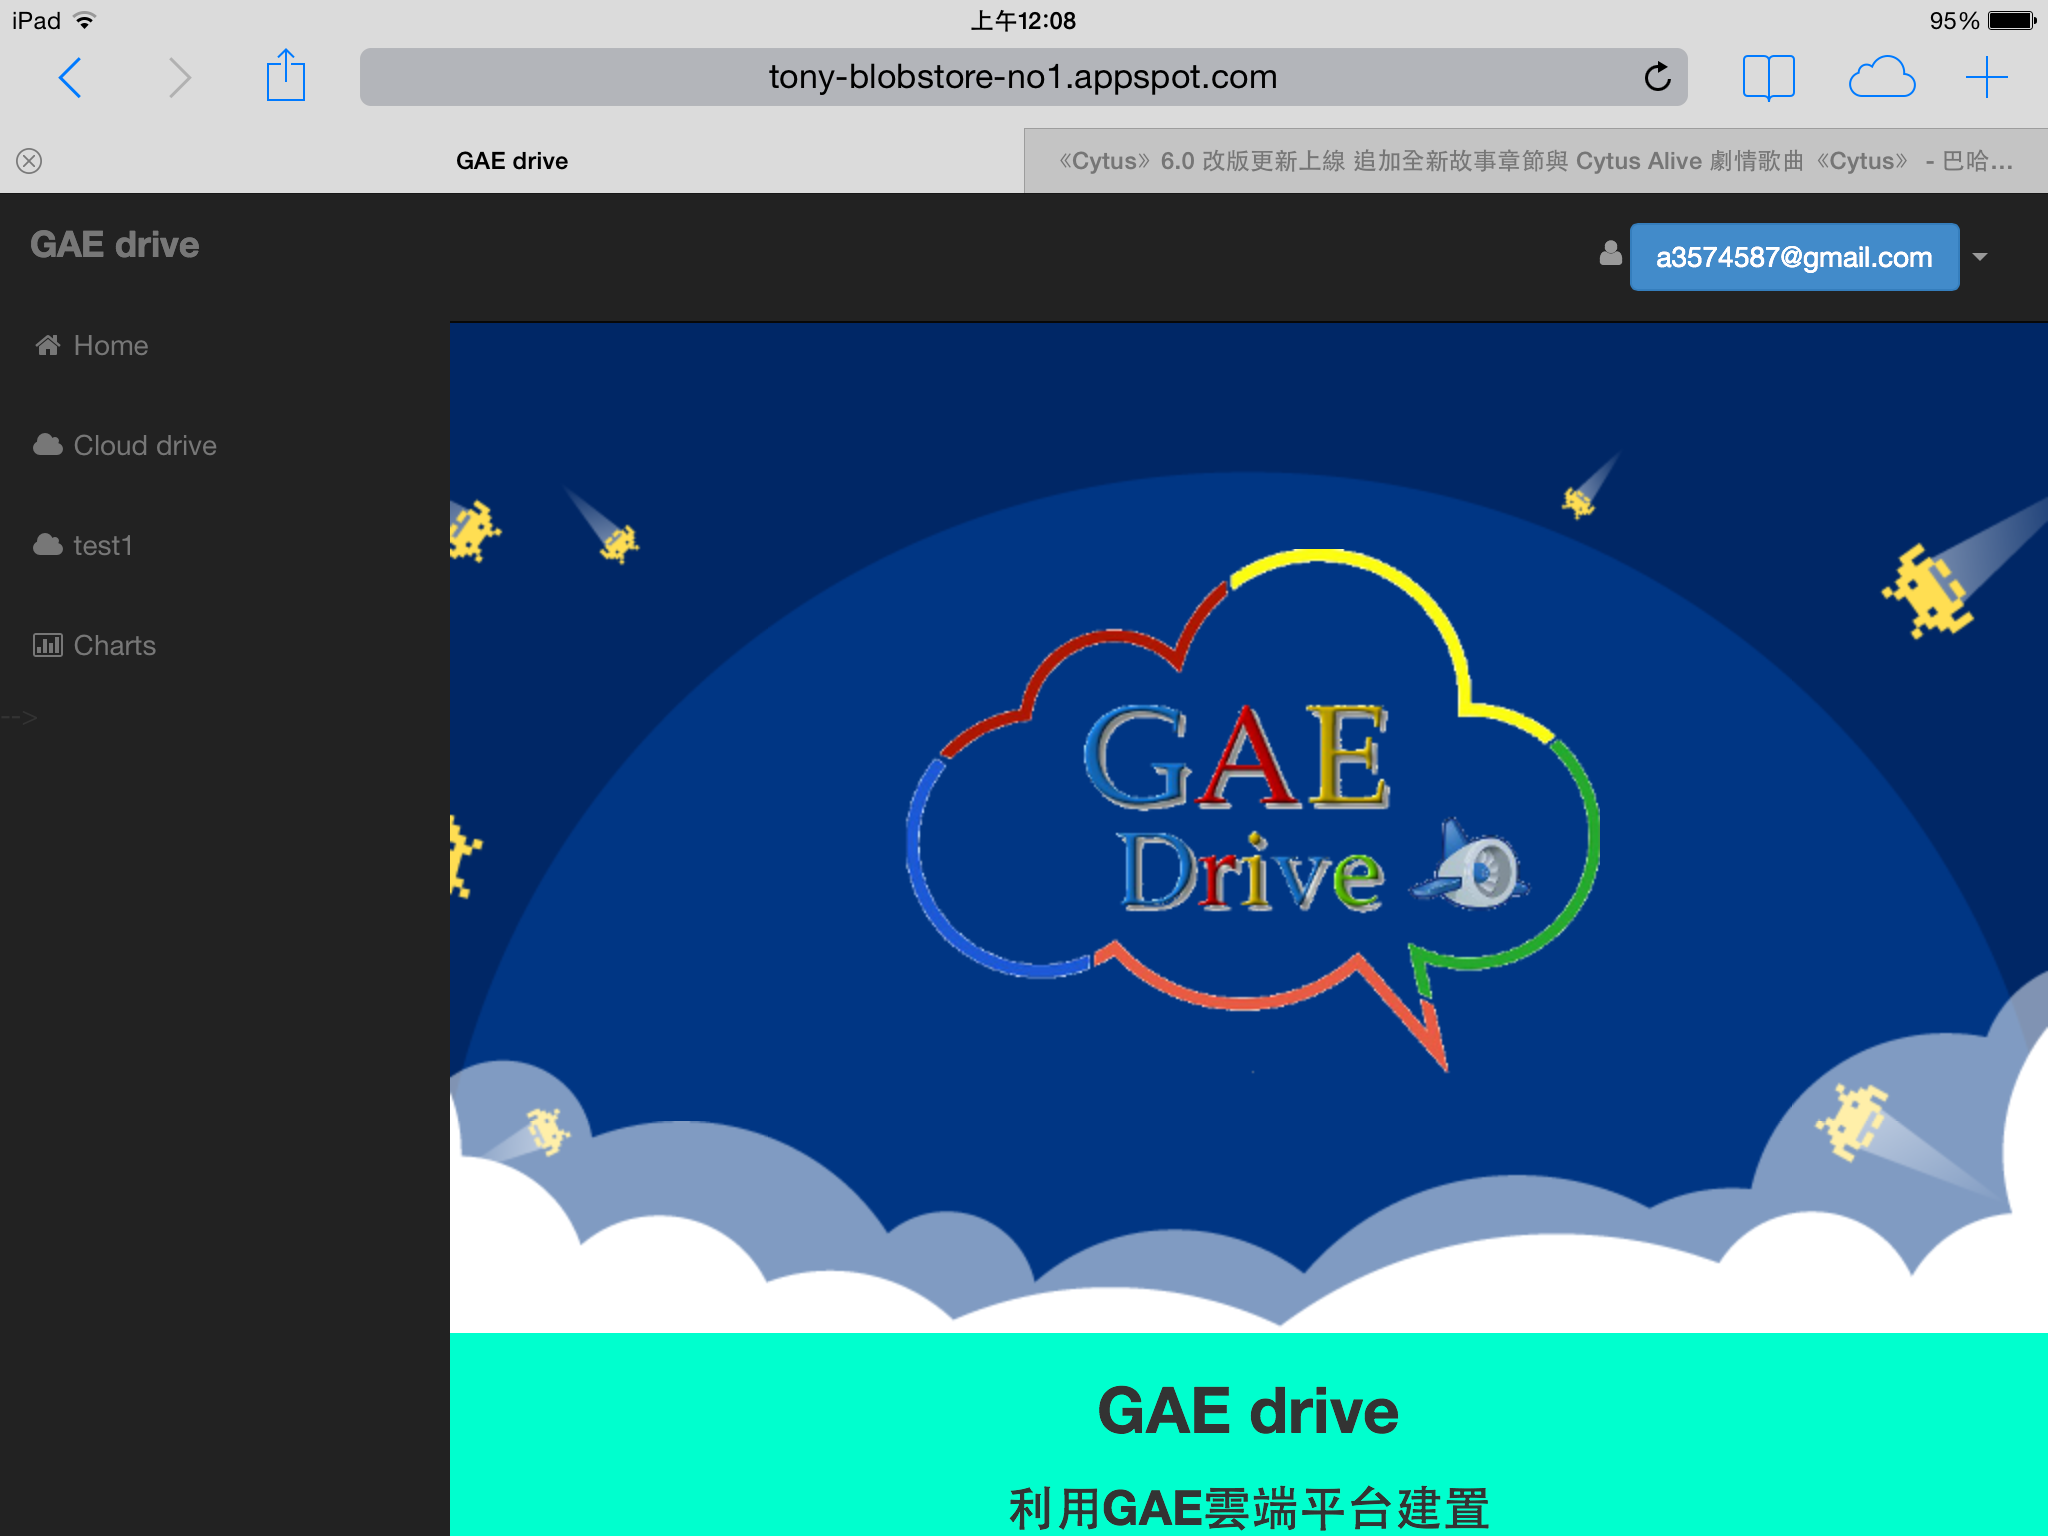 iPad
上午12:08
95%
tony-blobstore-no1.appspot.com
GAE drive
《Cytus》6.0 改版更新上線 追加全新故事章節與 Cytus Alive 劇情歌曲《Cytus》 - 巴哈...
GAE drive
a3574587@gmail.com
Home
Cloud drive
test1
Charts
-->
GAE
Drive
GAE drive
利用GAE雲端平台建置